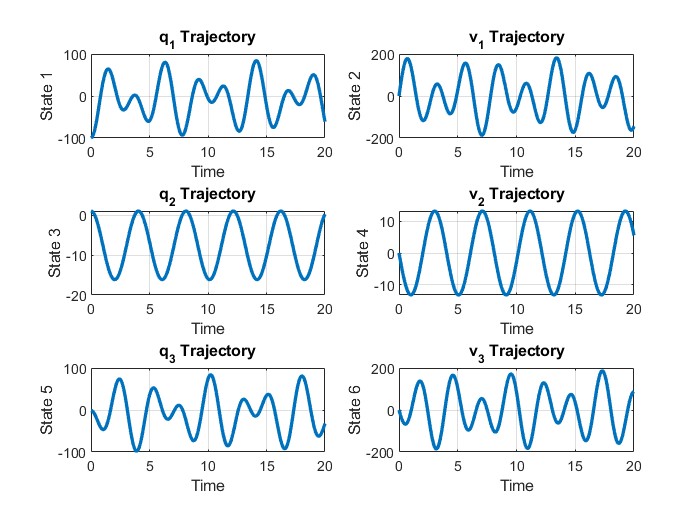 q1 Trajectory
100
0
-100
State 1
0 5 10 15 20
Time
v1 Trajectory
200
0
-200
State 2
0 5 10 15 20
Time
q2 Trajectory
0
-10
-20
State 3
0 5 10 15 20
Time
v2 Trajectory
10
0
-10
State 4
0 5 10 15 20
Time
q3 Trajectory
100
0
-100
State 5
0 5 10 15 20
Time
v3 Trajectory
200
0
-200
State 6
0 5 10 15 20
Time